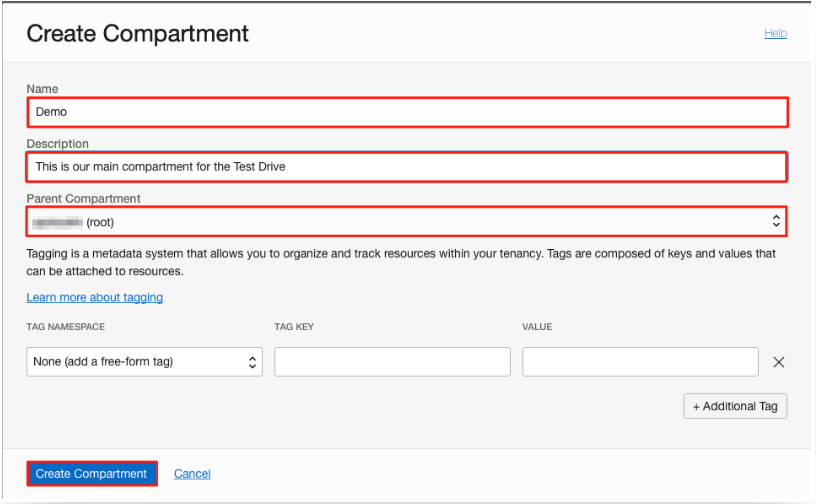 Create Compartment
Help
Name
Demo
Description
This is our main compartment for the Test Drive
Parent Compartment
(root)
Tagging is a metadata system that allows you to organize and track resources within your tenancy. Tags are composed of keys and values that
can be attached to resources.
Learn more about tagging
TAG NAMESPACE TAG KEY VALUE
None (add a free-form tag)
+ Additional Tag
Create Compartment Cancel